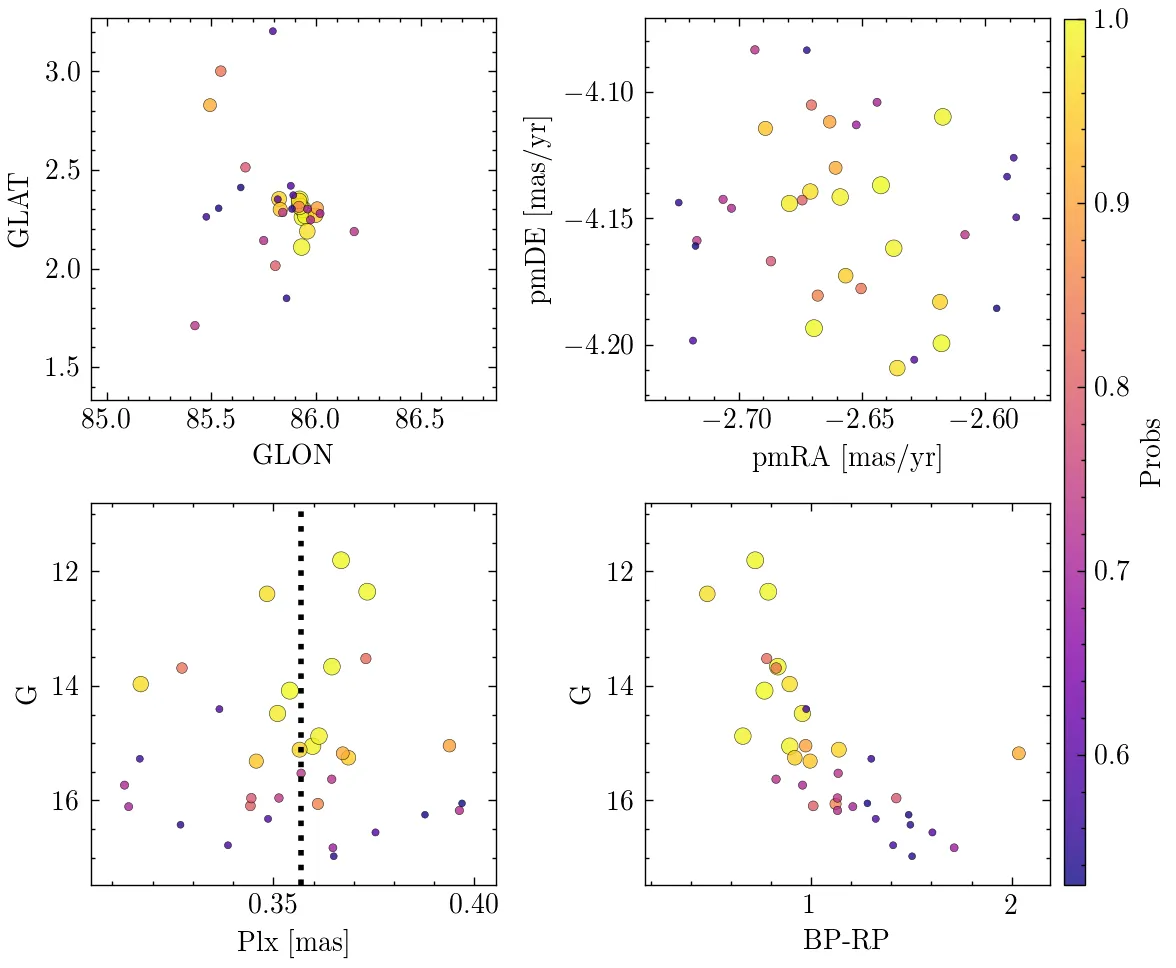 3.0
2.5
2.0
1.5
GLAT
85.0 85.5 86.0 86.5
GLON
−4.10
−4.15
−4.20
pmDE [mas/yr]
−2.70 −2.65 −2.60
pmRA [mas/yr]
1.0
0.9
0.8
0.7
0.6
Probs
12
14
16
G
0.35 0.40
Plx [mas]
12
14
16
G
1 2
BP-RP